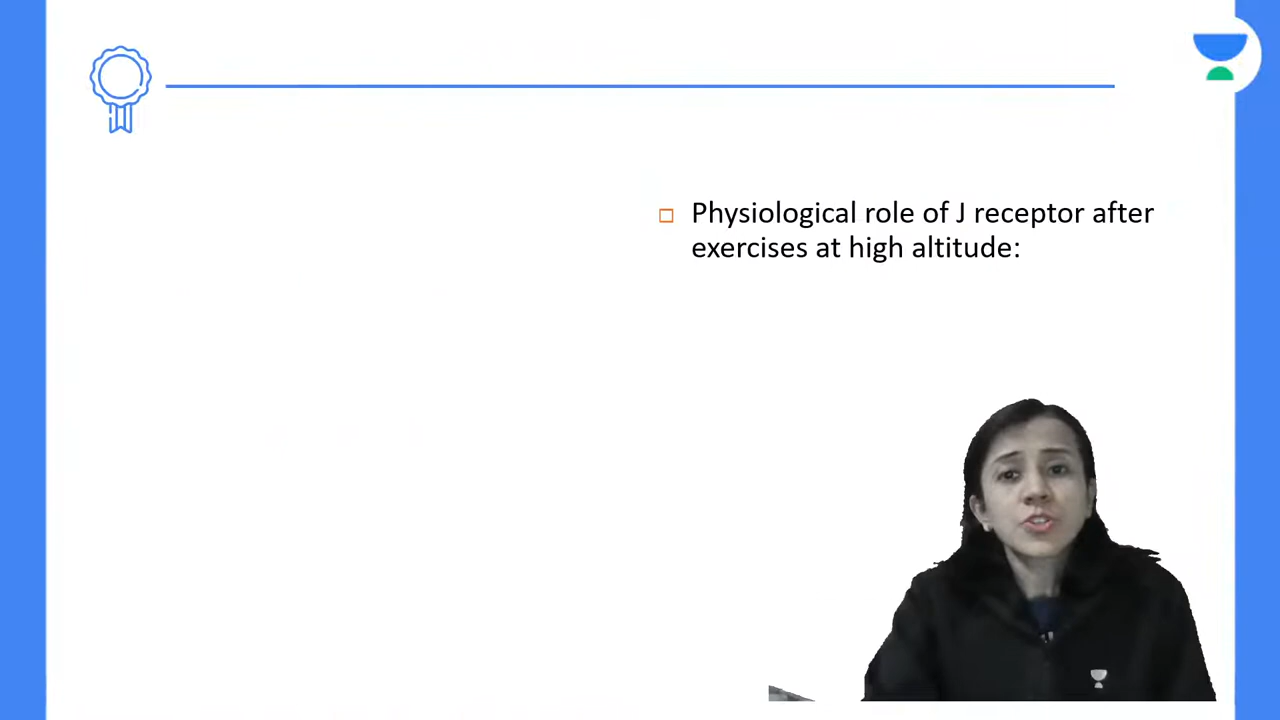 Physiological role of J receptor after
exercises at high altitude: